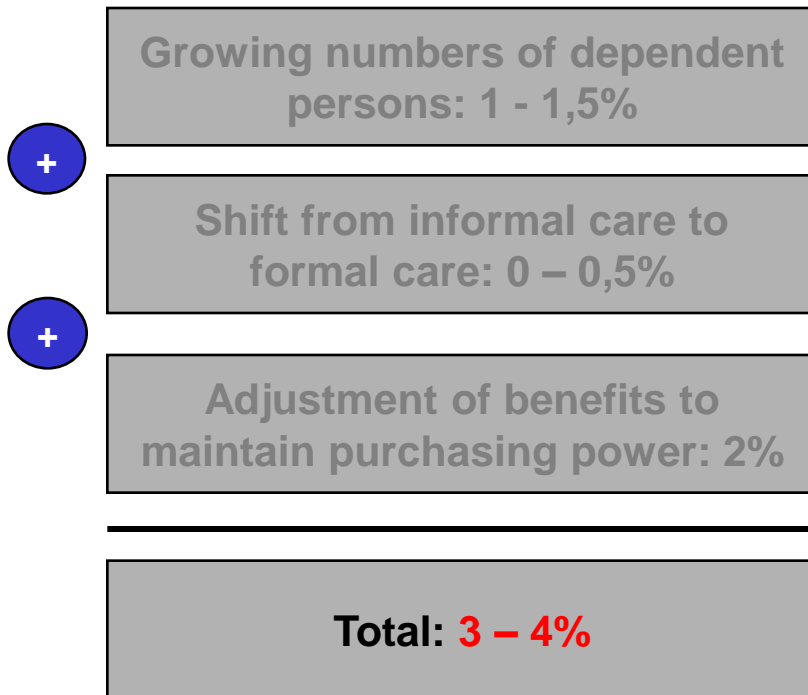 Growing numbers of dependent
persons: 1 - 1,5%
+
Shift from informal care to
formal care: 0 – 0,5%
+
Adjustment of benefits to
maintain purchasing power: 2%
Total: 3 – 4%